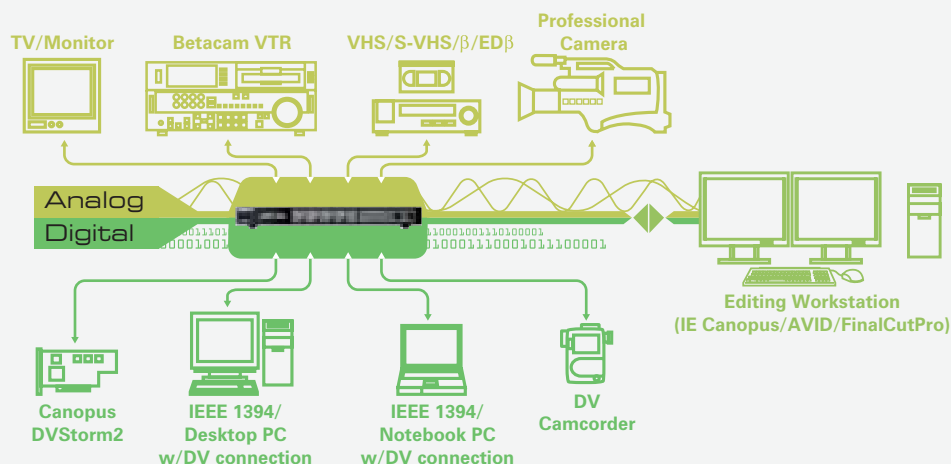 TV/Monitor
Betacam VTR
VHS/S-VHS/β/EDβ
Professional
Camera
Analog
Digital
Editing Workstation
(IE Canopus/AVID/FinalCutPro)
Canopus
DVStorm2
IEEE 1394/
Desktop PC
w/DV connection
IEEE 1394/
Notebook PC
w/DV connection
DV
Camcorder